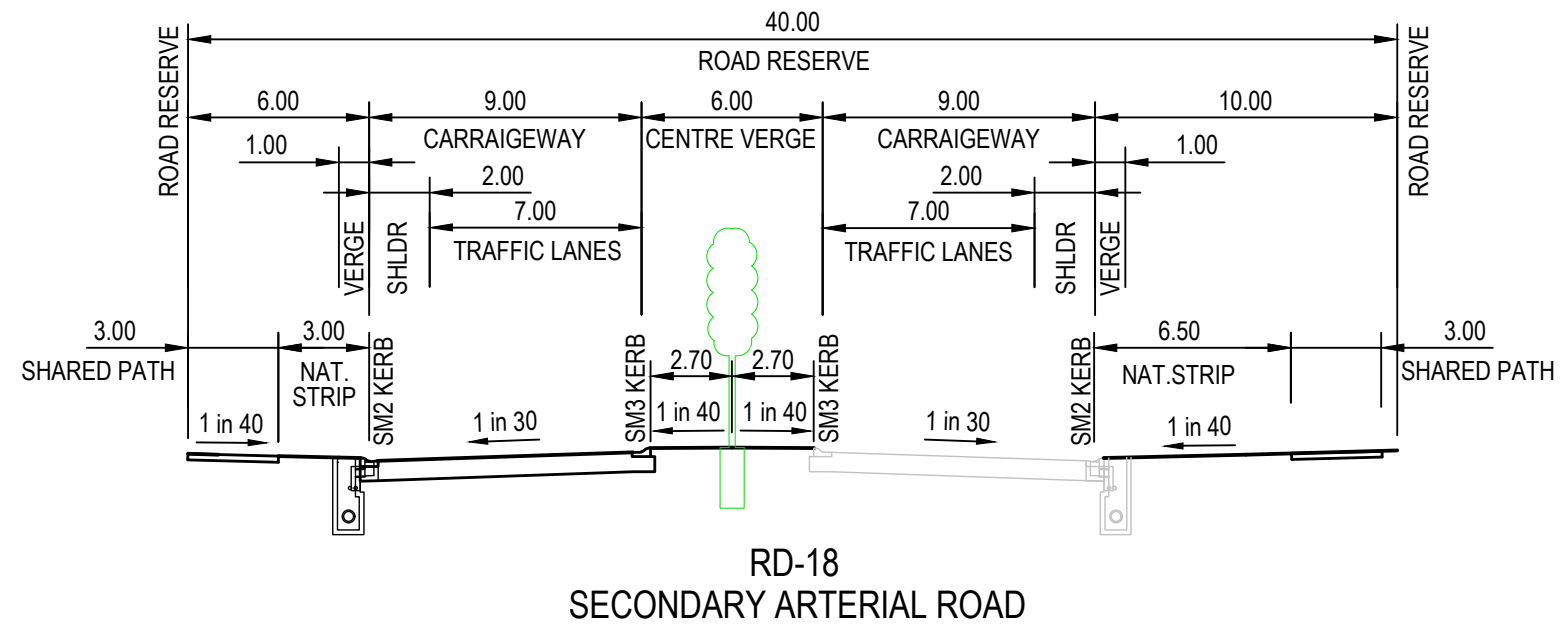 40.00
ROAD RESERVE
ROAD RESERVE
ROAD RESERVE
6.00
9.00
6.00
9.00
10.00
CARRAIGEWAY
CENTRE VERGE
CARRAIGEWAY
1.00
1.00
2.00
2.00
7.00
7.00
TRAFFIC LANES
TRAFFIC LANES
VERGE
SHLDR
SHLDR
VERGE
3.00
SHARED PATH
3.00
NAT.
STRIP
SM2 KERB
SM3 KERB
2.70
2.70
SM3 KERB
SM2 KERB
6.50
NAT.STRIP
3.00
SHARED PATH
1 in 40
1 in 30
1 in 40
1 in 40
1 in 30
1 in 40
RD-18
SECONDARY ARTERIAL ROAD